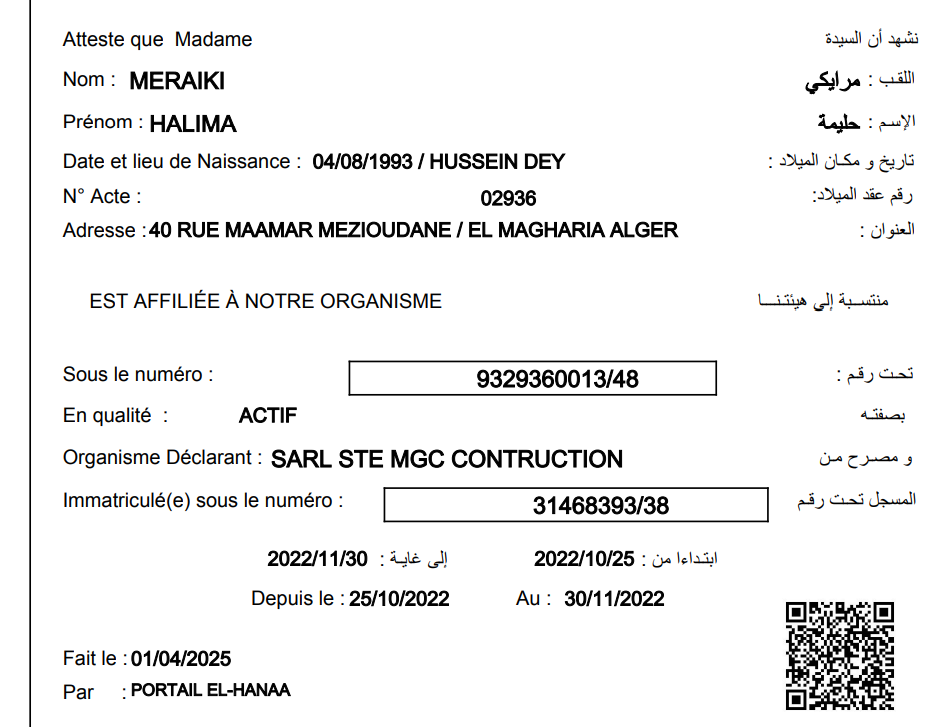 Atteste que Madame نشهد أن السيدة
Nom : MERAIKI اللقب : مرايكي
Prénom : HALIMA الإسم : حليمة
Date et lieu de Naissance : 04/08/1993 / HUSSEIN DEY تاريخ و مكان الميلاد :
N° Acte : 02936 رقم عقد الميلاد:
Adresse : 40 RUE MAAMAR MEZIOUDANE / EL MAGHARIA ALGER العنوان :
EST AFFILIÉE À NOTRE ORGANISME منتسبة إلى هيئتنا
Sous le numéro : 9329360013/48 تحت رقم :
En qualité : ACTIF بصفته
Organisme Déclarant : SARL STE MGC CONTRUCTION و مصرح من
Immatriculé(e) sous le numéro : 31468393/38 المسجل تحت رقم
ابتداءا من : 2022/10/25 إلى غاية : 2022/11/30
Depuis le : 25/10/2022 Au : 30/11/2022
Fait le : 01/04/2025
Par : PORTAIL EL-HANAA